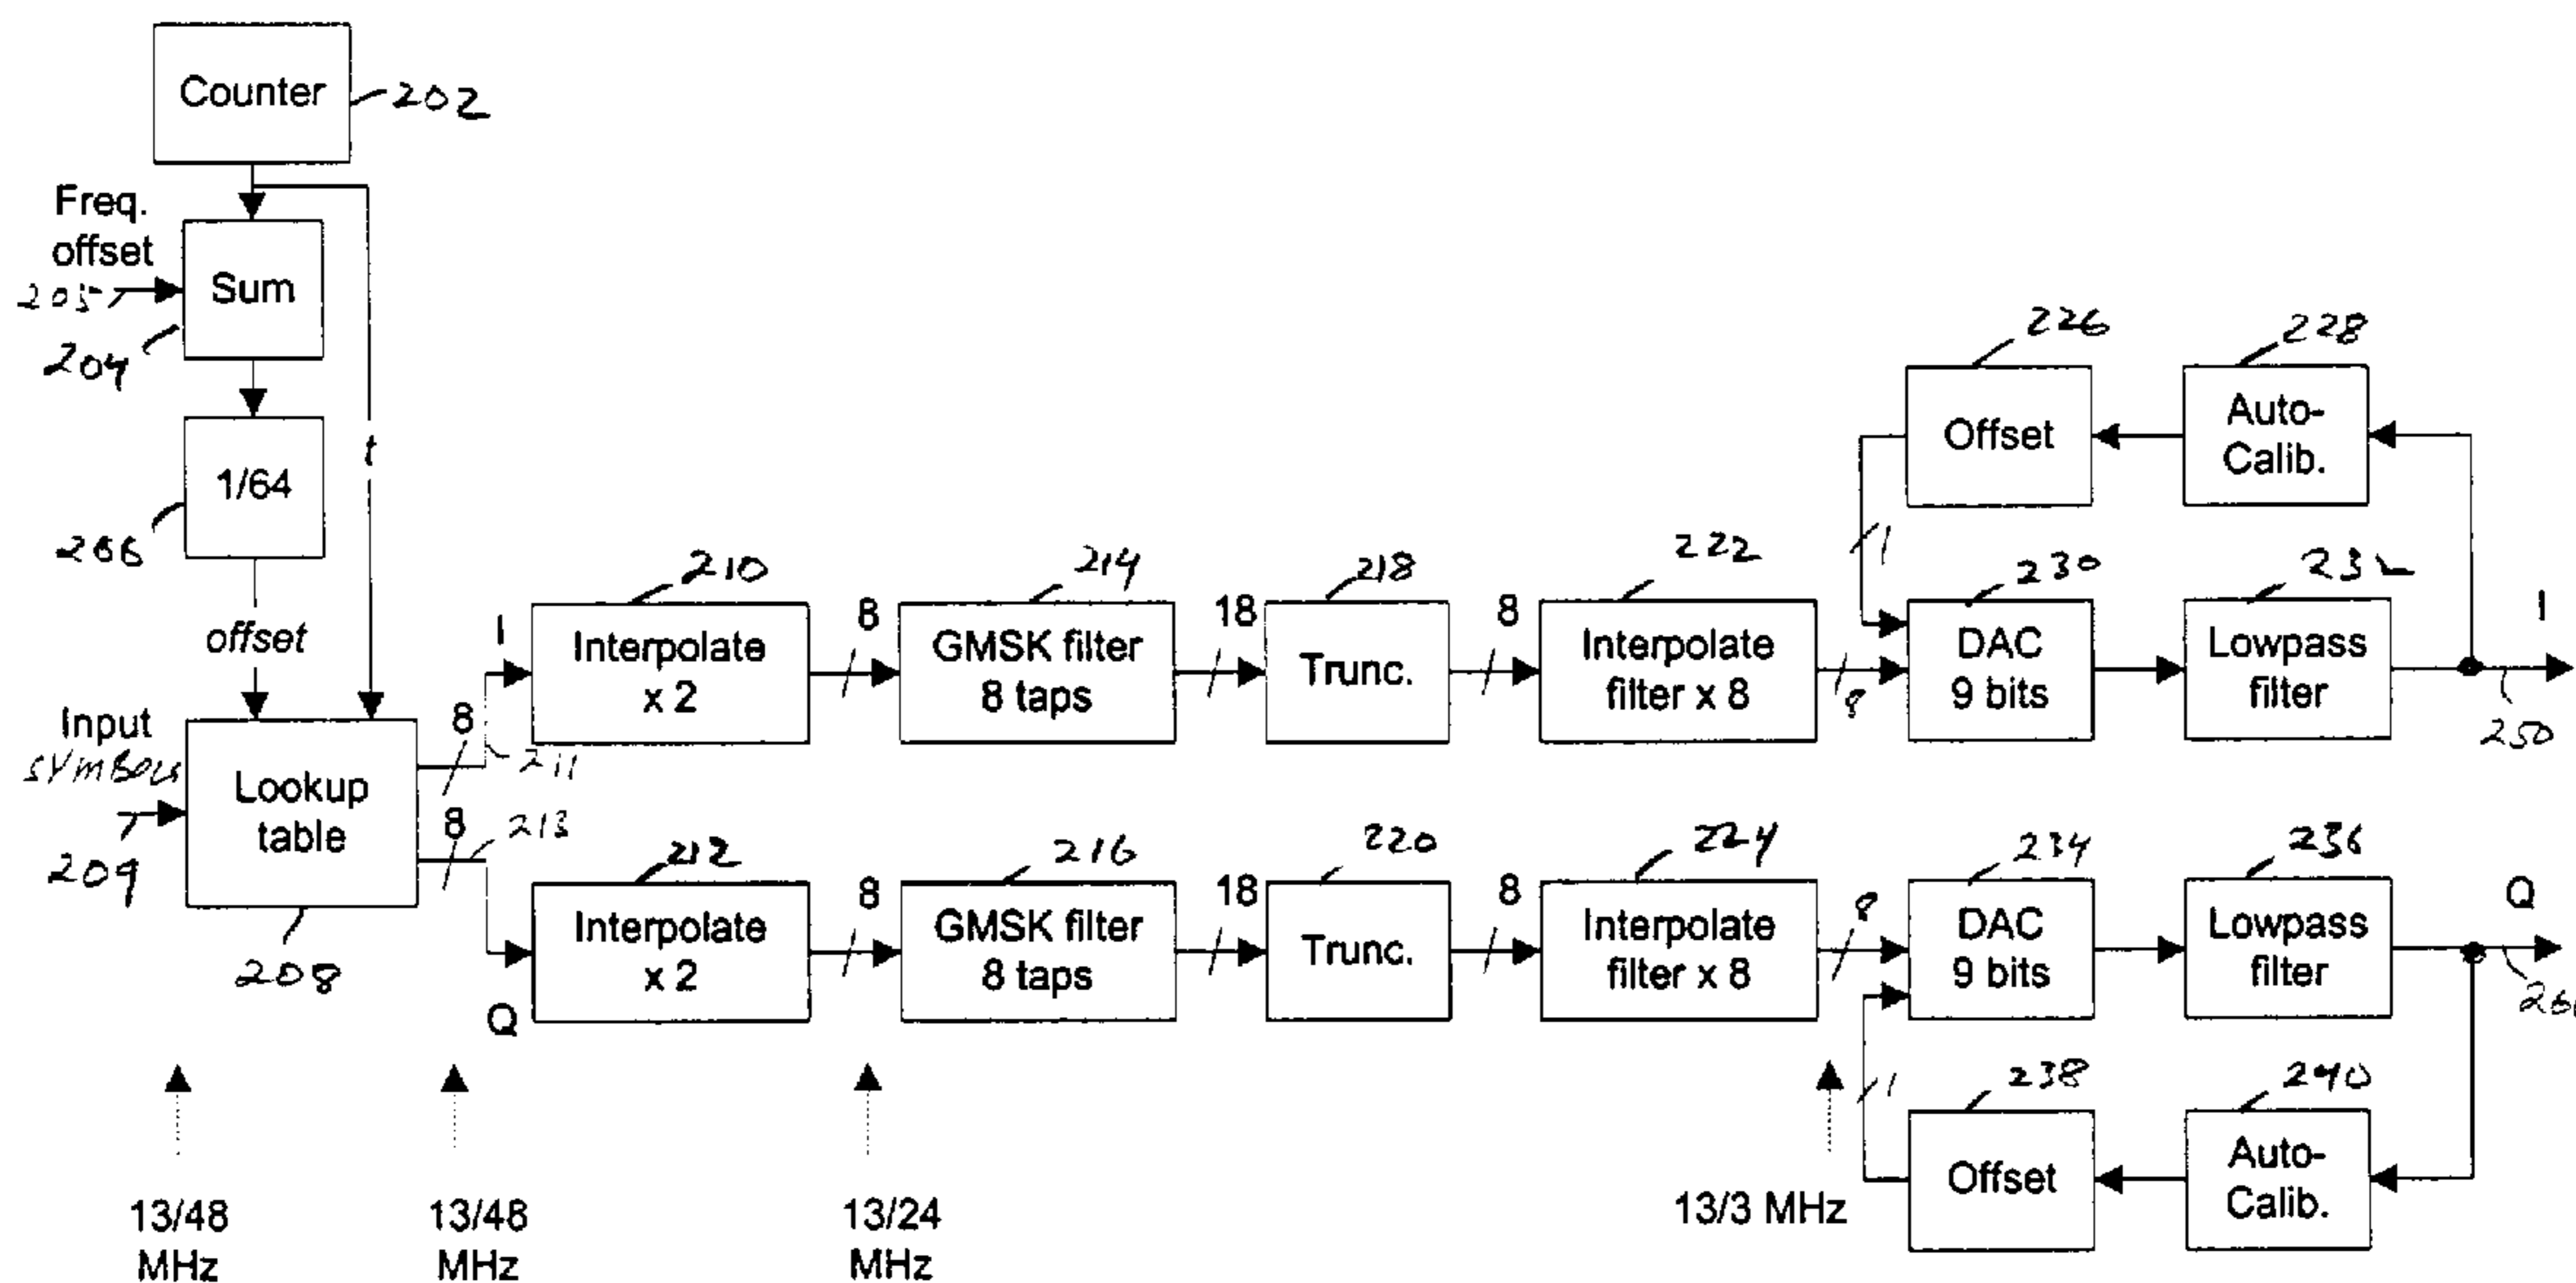 Counter
202
Freq.
offset
205
Sum
204
1/64
206
t
offset
Input
SYMBOLS
209
Lookup
table
208
8
211
8
213
I
Q
210
Interpolate
x 2
8
214
GMSK filter
8 taps
18
218
Trunc.
8
222
Interpolate
filter x 8
8
226
Offset
228
Auto-
Calib.
1
230
DAC
9 bits
232
Lowpass
filter
I
250
212
Interpolate
x 2
8
216
GMSK filter
8 taps
18
220
Trunc.
8
224
Interpolate
filter x 8
8
234
DAC
9 bits
236
Lowpass
filter
Q
1
238
Offset
240
Auto-
Calib.
13/48
MHz
13/48
MHz
13/24
MHz
13/3 MHz